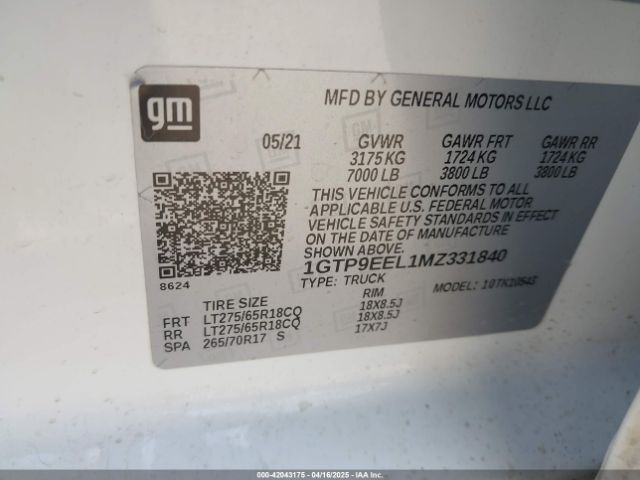 gm
MFD BY GENERAL MOTORS LLC
05/21 GVWR GAWR FRT GAWR RR
3175 KG 1724 KG 1724 KG
7000 LB 3800 LB 3800 LB
THIS VEHICLE CONFORMS TO ALL
APPLICABLE U.S. FEDERAL MOTOR
VEHICLE SAFETY STANDARDS IN EFFECT
ON THE DATE OF MANUFACTURE
SHOWN ABOVE.
1GTP9EEL1MZ331840
8624
TYPE: TRUCK MODEL: 10TK10543
TIRE SIZE RIM
FRT LT275/65R18CQ 18X8.5J
RR LT275/65R18CQ 18X8.5J
SPA 265/70R17 S 17X7J
000-42043175 - 04/16/2025 - IAAI